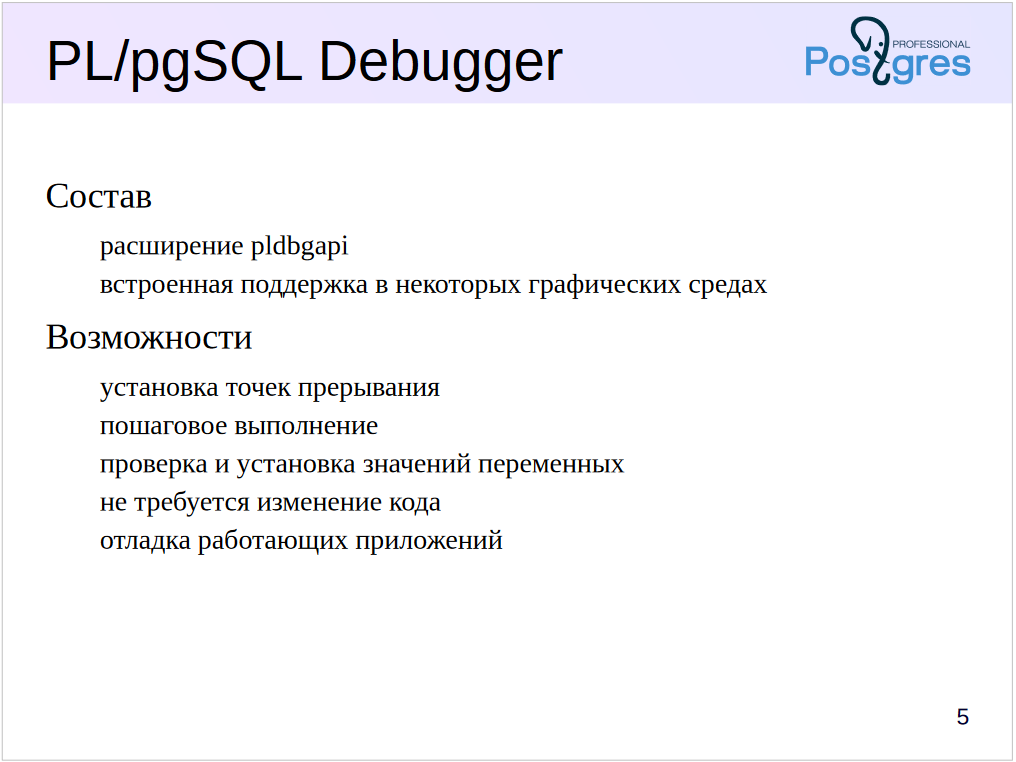 PL/pgSQL Debugger
PROFESSIONAL
Postgres
Состав
расширение pldbgapi
встроенная поддержка в некоторых графических средах
Возможности
установка точек прерывания
пошаговое выполнение
проверка и установка значений переменных
не требуется изменение кода
отладка работающих приложений
5